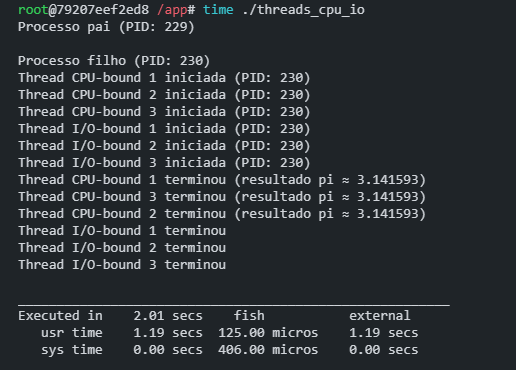 root@79207eef2ed8 /app# time ./threads_cpu_io
Processo pai (PID: 229)
Processo filho (PID: 230)
Thread CPU-bound 1 iniciada (PID: 230)
Thread CPU-bound 2 iniciada (PID: 230)
Thread CPU-bound 3 iniciada (PID: 230)
Thread I/O-bound 1 iniciada (PID: 230)
Thread I/O-bound 2 iniciada (PID: 230)
Thread I/O-bound 3 iniciada (PID: 230)
Thread CPU-bound 1 terminou (resultado pi ≈ 3.141593)
Thread CPU-bound 3 terminou (resultado pi ≈ 3.141593)
Thread CPU-bound 2 terminou (resultado pi ≈ 3.141593)
Thread I/O-bound 1 terminou
Thread I/O-bound 2 terminou
Thread I/O-bound 3 terminou
________________________________________________________
Executed in    2.01 secs    fish           external
   usr time    1.19 secs  125.00 micros    1.19 secs
   sys time    0.00 secs  406.00 micros    0.00 secs